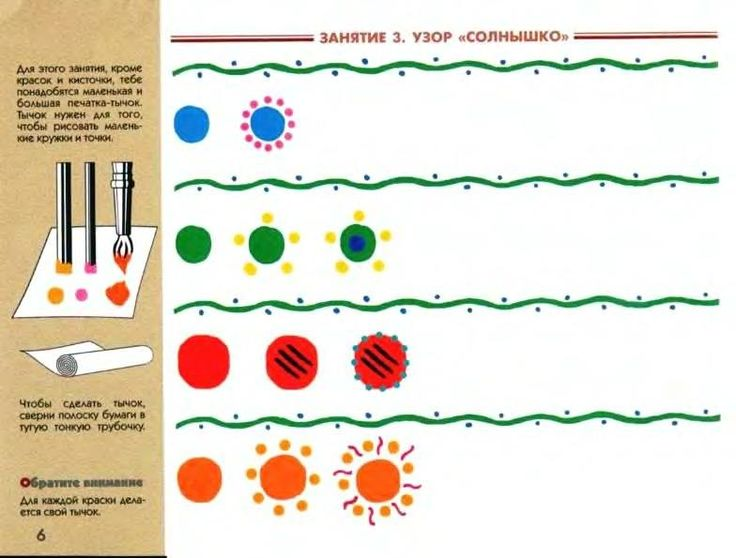 ЗАНЯТИЕ 3. УЗОР «СОЛНЫШКО»
Для этого занятия, кроме
красок и кисточки, тебе
понадобятся маленькая и
большая печатка-тычок.
Тычок нужен для того,
чтобы рисовать малень-
кие кружки и точки.
Чтобы сделать тычок,
сверни полоску бумаги в
тугую тонкую трубочку.
Обратите внимание
Для каждой краски дела-
ется свой тычок.
6